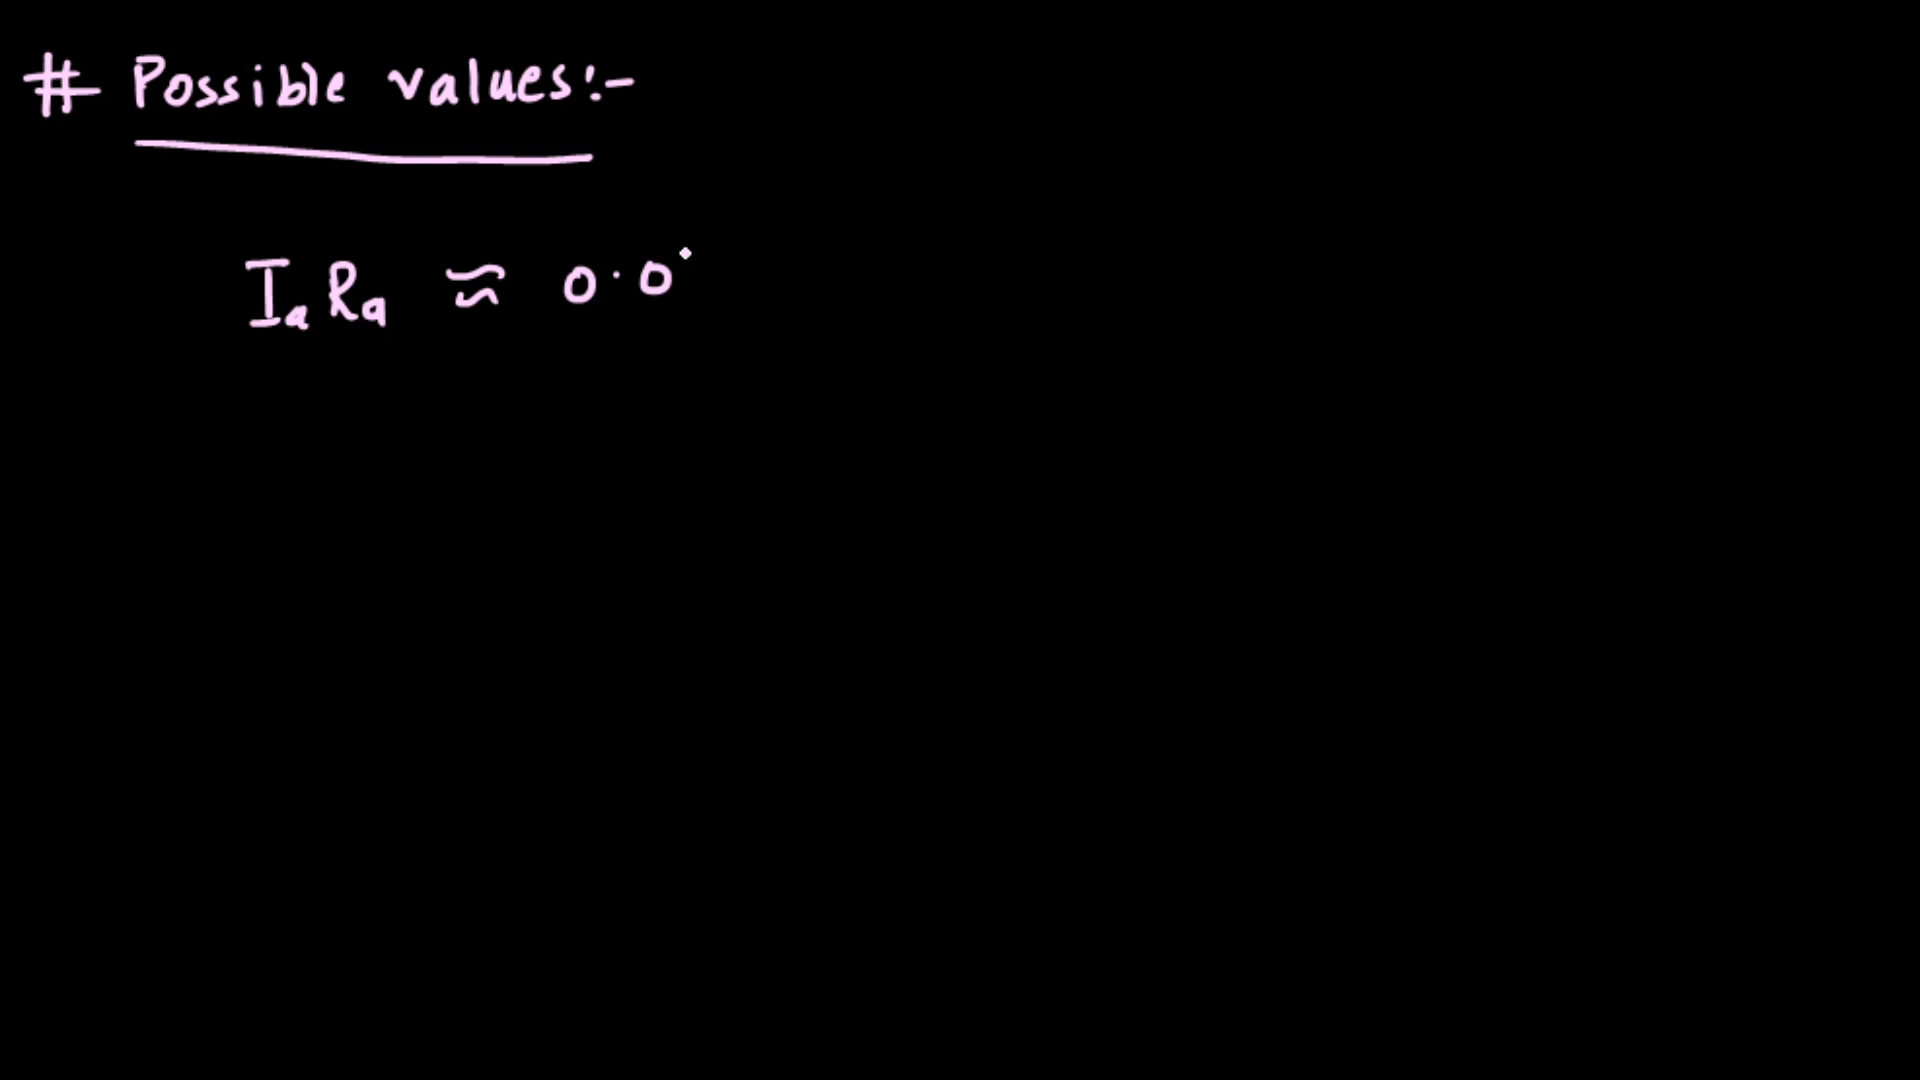 # Possible values:-
IaRa ≈ 0.0